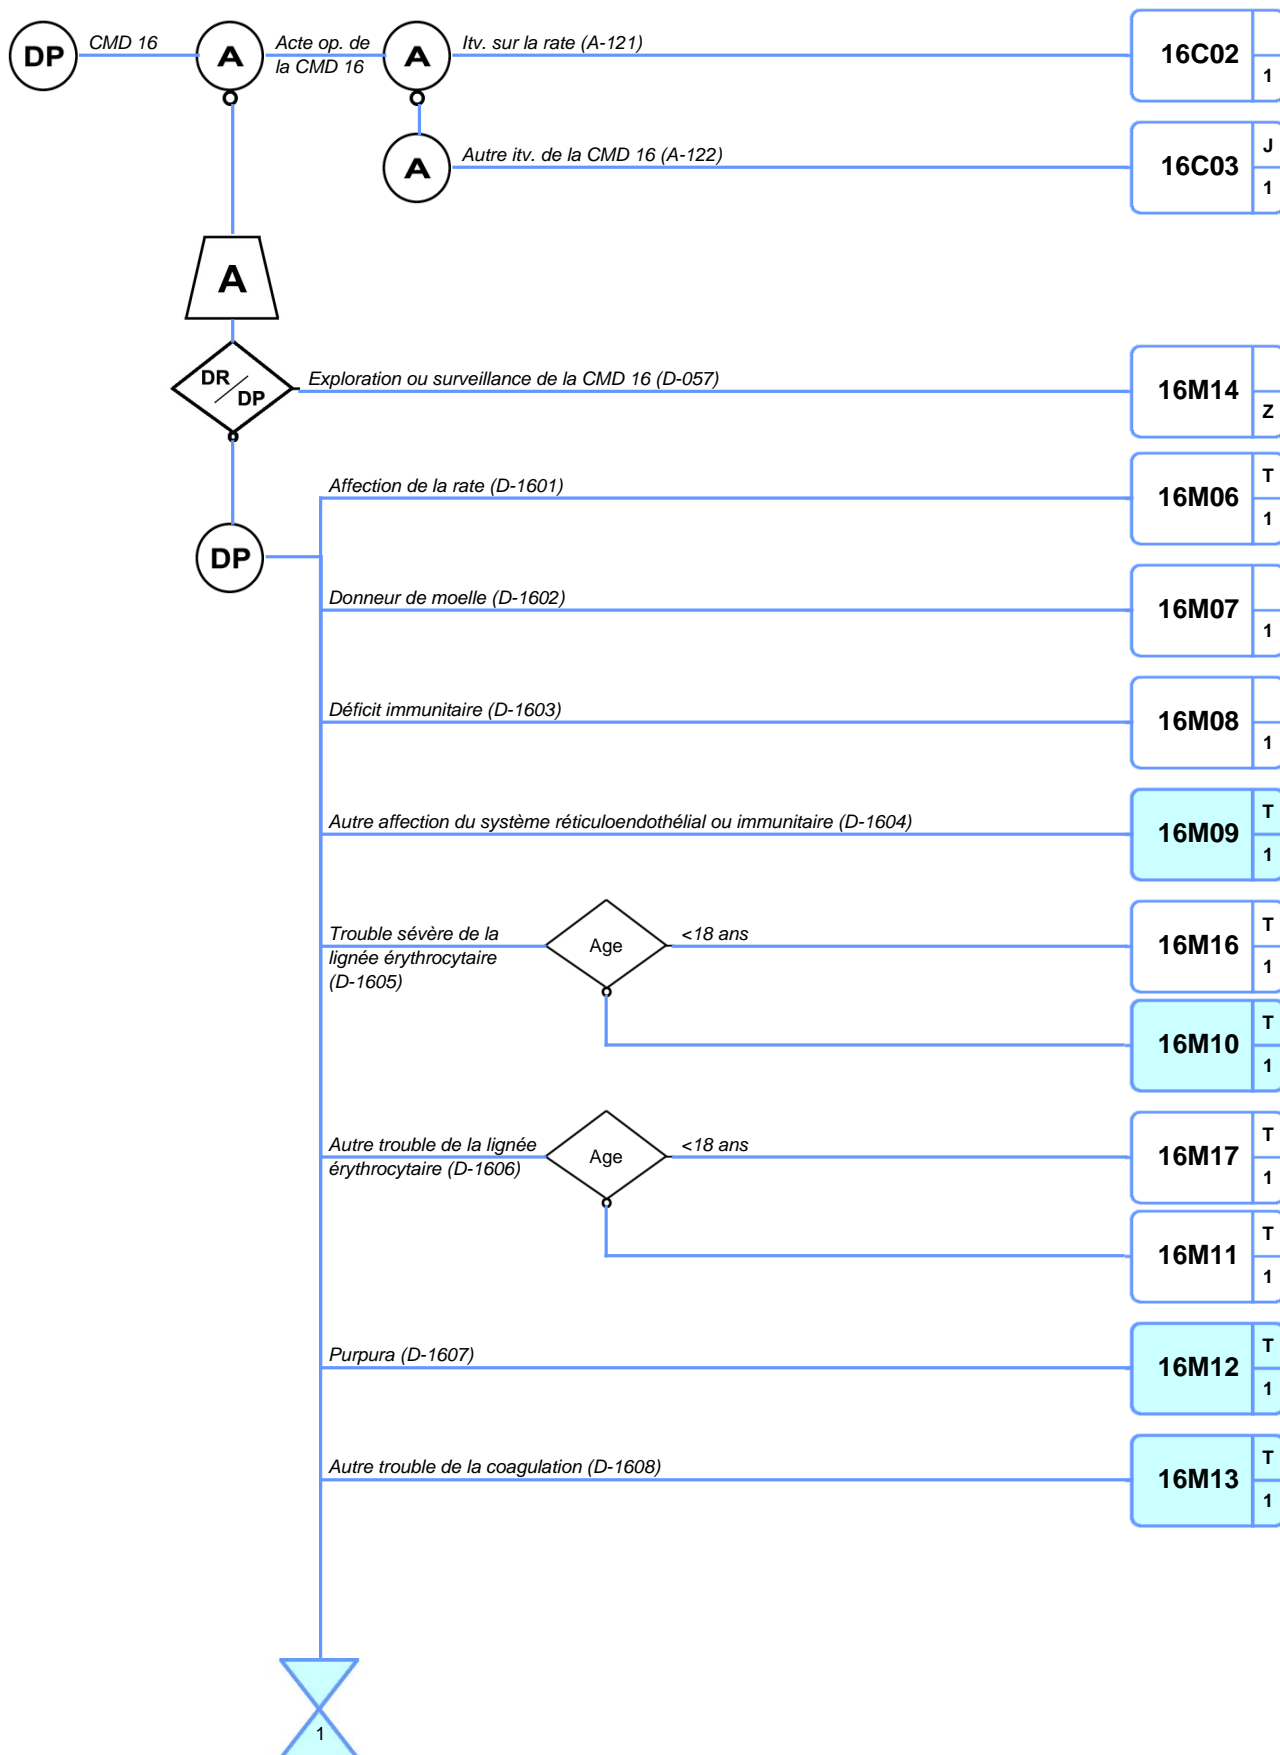 DP
CMD 16
A
Acte op. de
la CMD 16
A
Itv. sur la rate (A-121)
16C02
1
A
Autre itv. de la CMD 16 (A-122)
16C03
J
1
A
DR
DP
Exploration ou surveillance de la CMD 16 (D-057)
16M14
Z
DP
Affection de la rate (D-1601)
16M06
T
1
Donneur de moelle (D-1602)
16M07
1
Déficit immunitaire (D-1603)
16M08
1
Autre affection du système réticuloendothélial ou immunitaire (D-1604)
16M09
T
1
Trouble sévère de la
lignée érythrocytaire
(D-1605)
Age
<18 ans
16M16
T
1
16M10
T
1
Autre trouble de la lignée
érythrocytaire (D-1606)
Age
<18 ans
16M17
T
1
16M11
T
1
Purpura (D-1607)
16M12
T
1
Autre trouble de la coagulation (D-1608)
16M13
T
1
1